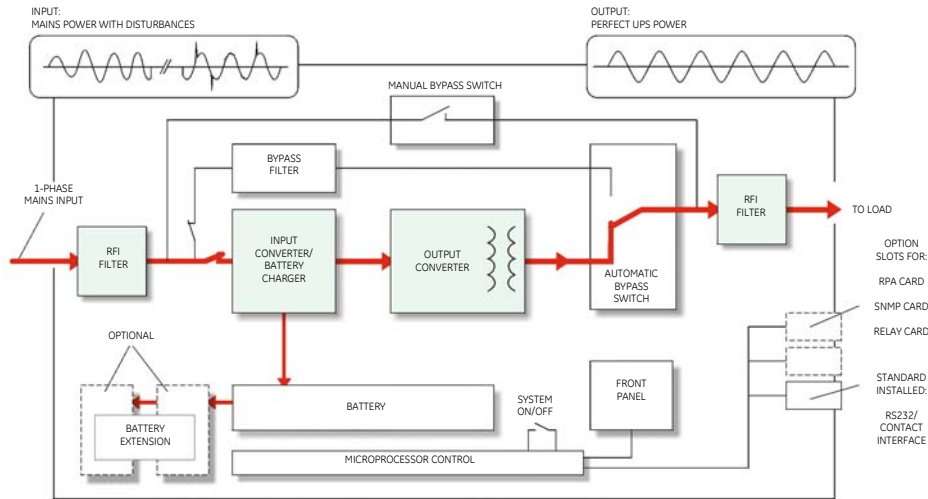 INPUT:
MAINS POWER WITH DISTURBANCES
OUTPUT:
PERFECT UPS POWER
MANUAL BYPASS SWITCH
BYPASS
FILTER
1-PHASE
MAINS INPUT
RFI
FILTER
INPUT
CONVERTER/
BATTERY
CHARGER
OUTPUT
CONVERTER
AUTOMATIC
BYPASS
SWITCH
RFI
FILTER
TO LOAD
OPTION
SLOTS FOR:
RPA CARD
SNMP CARD
RELAY CARD
STANDARD
INSTALLED:
RS232/
CONTACT
INTERFACE
OPTIONAL
BATTERY
EXTENSION
BATTERY
SYSTEM
ON/OFF
FRONT
PANEL
MICROPROCESSOR CONTROL